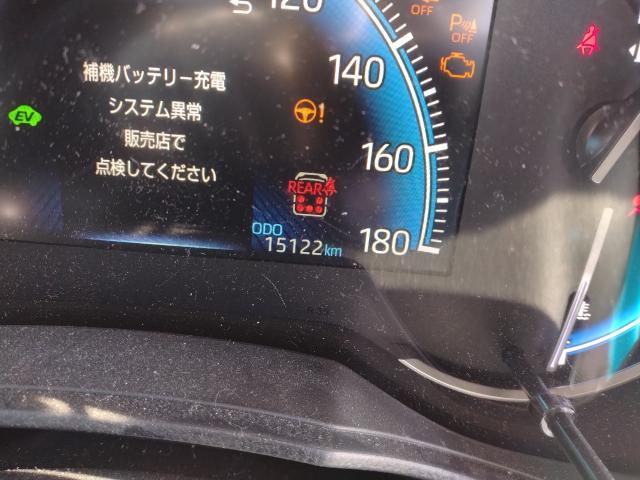 120
OFF
P
OFF
140
補機バッテリー充電
システム異常
販売店で
点検してください
EV
!
160
REAR
ODO
15122km
180